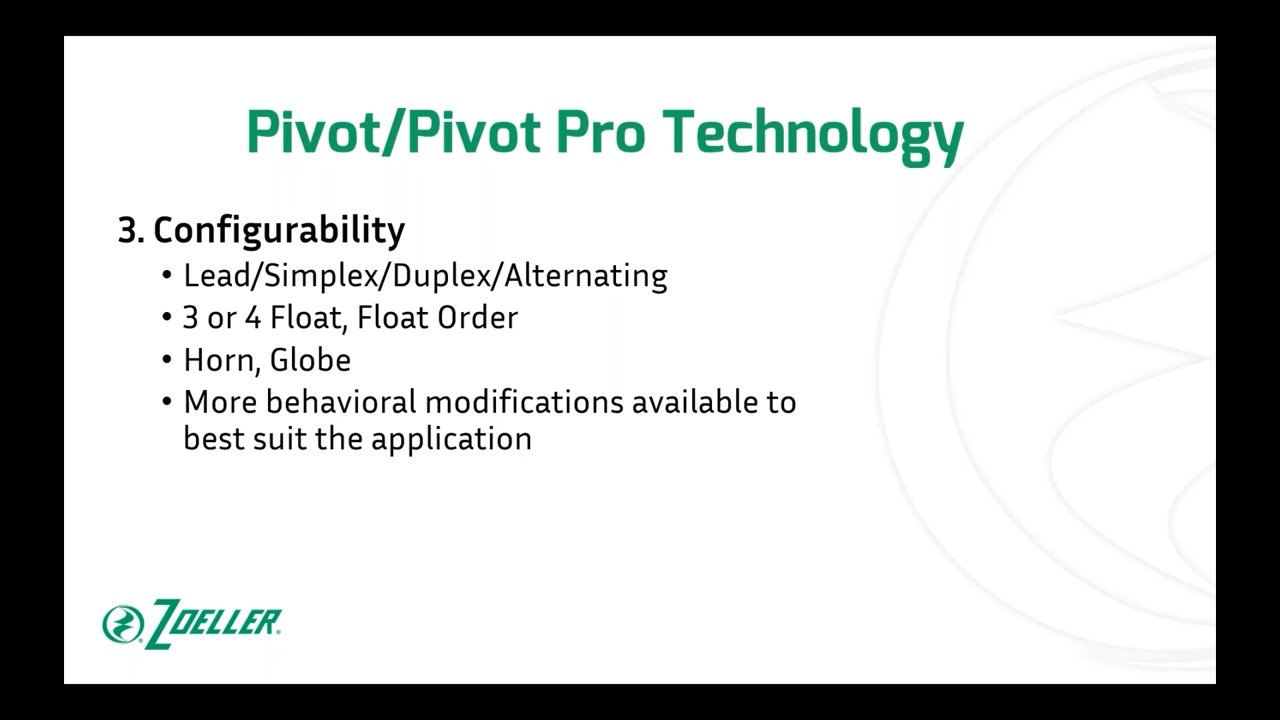 Pivot/Pivot Pro Technology
3. Configurability
• Lead/Simplex/Duplex/Alternating
• 3 or 4 Float, Float Order
• Horn, Globe
• More behavioral modifications available to
best suit the application
ZOELLER